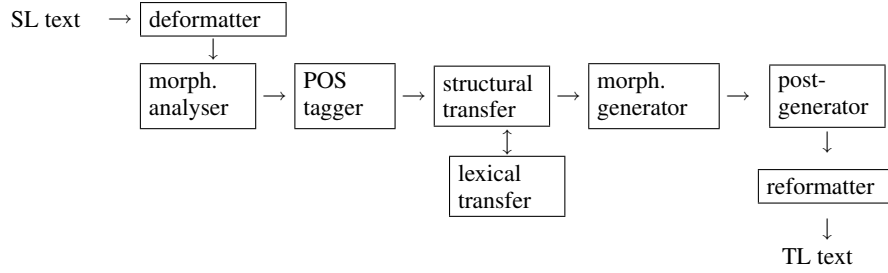 SL text
deformatter
morph.
analyser
POS
tagger
structural
transfer
lexical
transfer
morph.
generator
post-
generator
reformatter
TL text